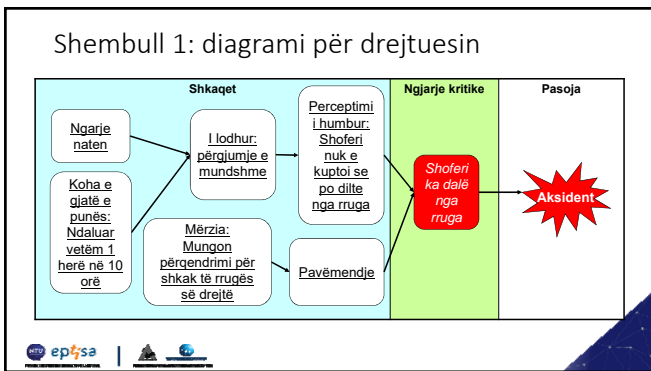 Shembull 1: diagrami për drejtuesin
Shkaqet
Ngjarje kritike
Pasoja
Ngarje
naten
Koha e
gjatë e
punës:
Ndaluar
vetëm 1
herë në 10
orë
I lodhur:
përgjumje e
mundshme
Mërzia:
Mungon
përqendrimi për
shkak të rrugës
së drejtë
Perceptimi
i humbur:
Shoferi
nuk e
kuptoi se
po dilte
nga rruga
Pavëmendje
Shoferi
ka dalë
nga
rruga
Aksident
NTU eptisa